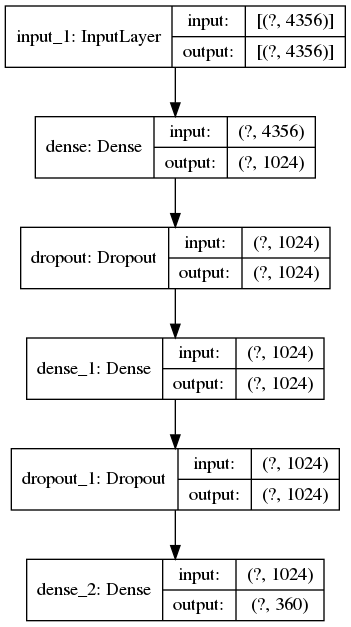 input_1: InputLayer
input: [(?, 4356)]
output: [(?, 4356)]
dense: Dense
input: (?, 4356)
output: (?, 1024)
dropout: Dropout
input: (?, 1024)
output: (?, 1024)
dense_1: Dense
input: (?, 1024)
output: (?, 1024)
dropout_1: Dropout
input: (?, 1024)
output: (?, 1024)
dense_2: Dense
input: (?, 1024)
output: (?, 360)